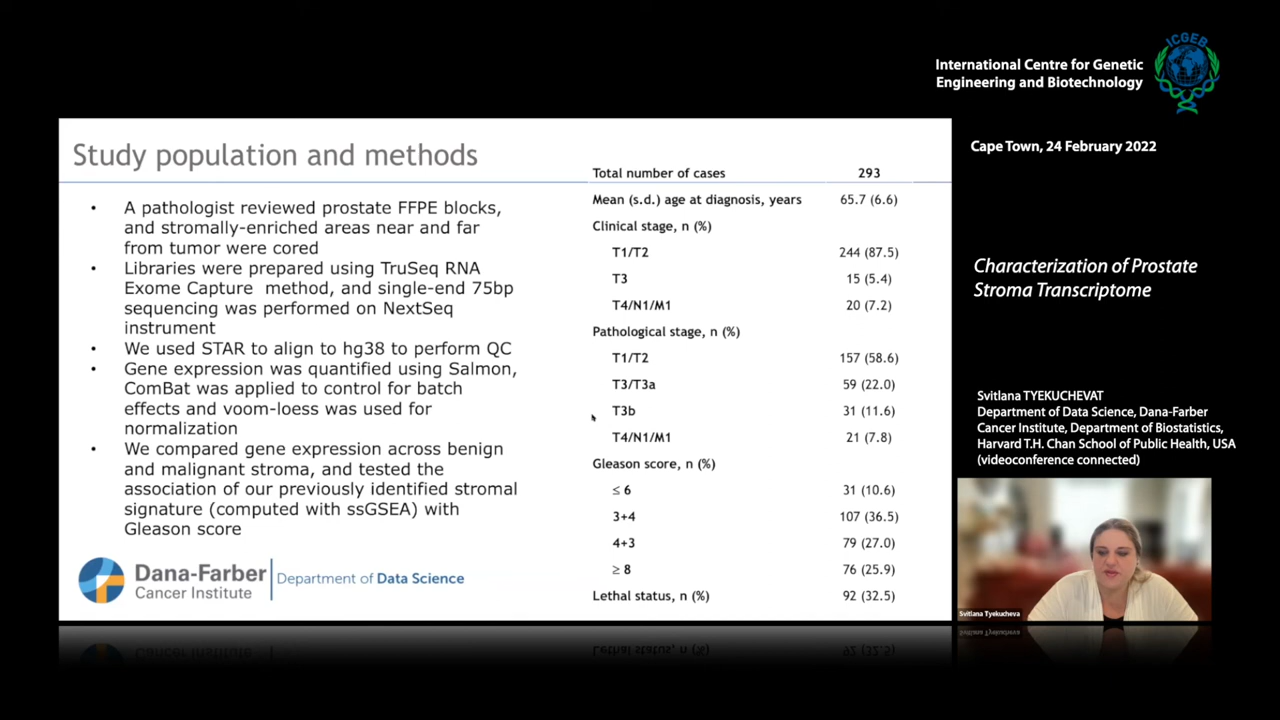 ICGEB
International Centre for Genetic
Engineering and Biotechnology
Cape Town, 24 February 2022
Characterization of Prostate
Stroma Transcriptome
Svitlana TYEKUCHEVAT
Department of Data Science, Dana-Farber
Cancer Institute, Department of Biostatistics,
Harvard T.H. Chan School of Public Health, USA
(videoconference connected)
Svitlana Tyekucheva
Study population and methods
• A pathologist reviewed prostate FFPE blocks,
and stromally-enriched areas near and far
from tumor were cored
• Libraries were prepared using TruSeq RNA
Exome Capture method, and single-end 75bp
sequencing was performed on NextSeq
instrument
• We used STAR to align to hg38 to perform QC
• Gene expression was quantified using Salmon,
ComBat was applied to control for batch
effects and voom-loess was used for
normalization
• We compared gene expression across benign
and malignant stroma, and tested the
association of our previously identified stromal
signature (computed with ssGSEA) with
Gleason score
Total number of cases 293
Mean (s.d.) age at diagnosis, years 65.7 (6.6)
Clinical stage, n (%)
T1/T2 244 (87.5)
T3 15 (5.4)
T4/N1/M1 20 (7.2)
Pathological stage, n (%)
T1/T2 157 (58.6)
T3/T3a 59 (22.0)
T3b 31 (11.6)
T4/N1/M1 21 (7.8)
Gleason score, n (%)
≤ 6 31 (10.6)
3+4 107 (36.5)
4+3 79 (27.0)
≥ 8 76 (25.9)
Lethal status, n (%) 92 (32.5)
Dana-Farber
Cancer Institute
Department of Data Science